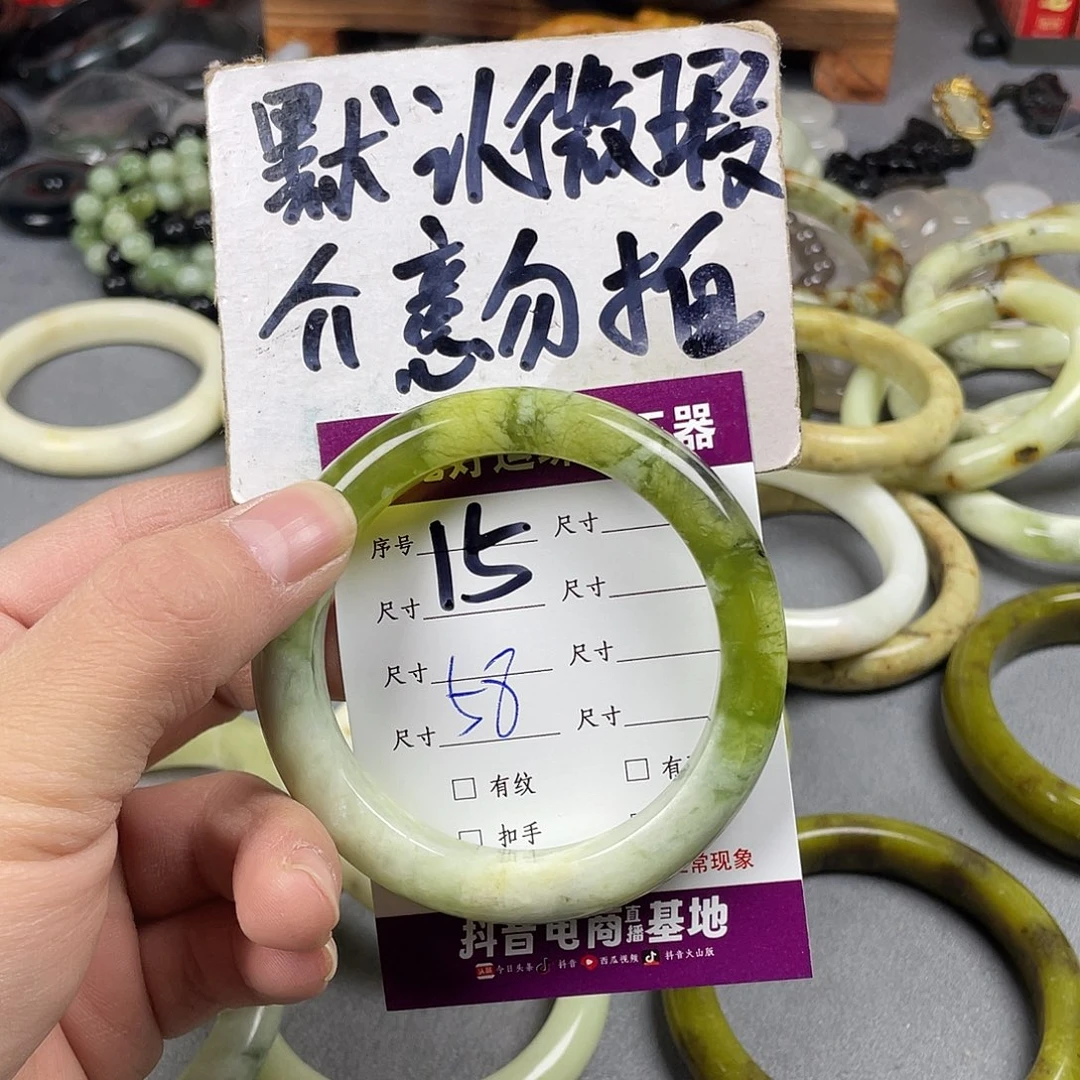 默认微瑕
介意勿拍
器
序号 15 尺寸
尺寸 尺寸
尺寸 58 尺寸
尺寸 尺寸
□ 有纹 □ 有
□ 扣手
常现象
抖音电商直播基地
头条 今日头条 抖音 西瓜视频 抖音火山版